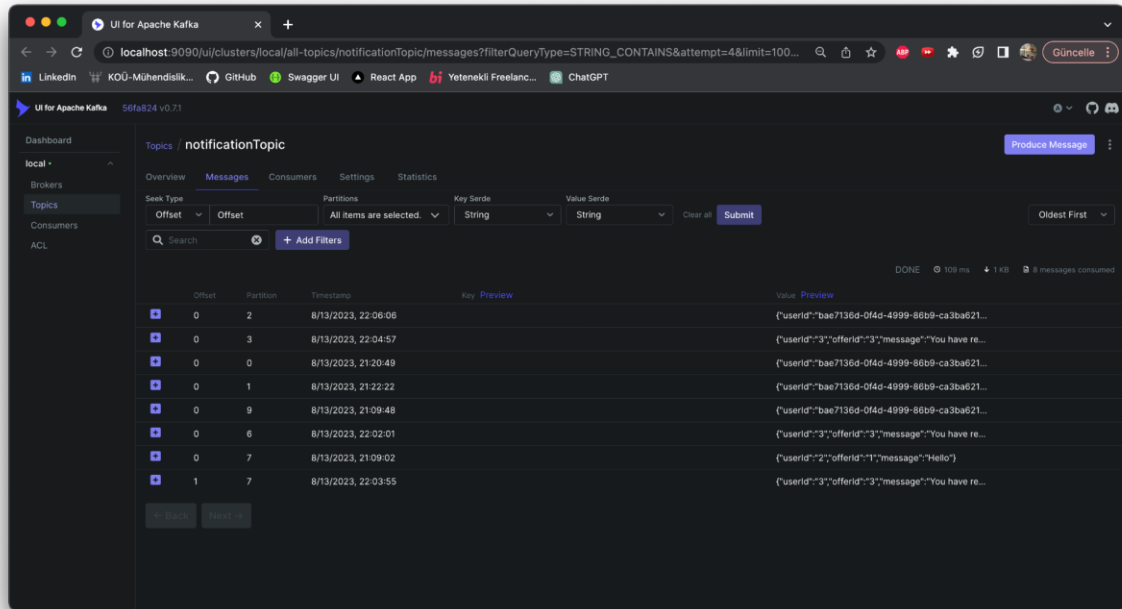 UI for Apache Kafka
localhost:9090/ui/clusters/local/all-topics/notificationTopic/messages?filterQueryType=STRING_CONTAINS&attempt=4&limit=100...
ABP
Güncelle
in LinkedIn KOÜ-Mühendislik... GitHub Swagger UI React App bi Yetenekli Freelanc... ChatGPT
UI for Apache Kafka 56fa824 v0.7.1
Dashboard
local
Brokers
Topics
Consumers
ACL
Topics / notificationTopic
Produce Message
Overview Messages Consumers Settings Statistics
Seek Type Partitions Key Serde Value Serde
Offset Offset All items are selected. String String Clear all Submit Oldest First
Search + Add Filters
DONE 109 ms 1 KB 8 messages consumed
Offset Partition Timestamp Key Preview Value Preview
0 2 8/13/2023, 22:06:06 {"userId":"bae7136d-0f4d-4999-86b9-ca3ba621...
0 3 8/13/2023, 22:04:57 {"userId":"3","offerId":"3","message":"You have re...
0 0 8/13/2023, 21:20:49 {"userId":"bae7136d-0f4d-4999-86b9-ca3ba621...
0 1 8/13/2023, 21:22:22 {"userId":"bae7136d-0f4d-4999-86b9-ca3ba621...
0 9 8/13/2023, 21:09:48 {"userId":"bae7136d-0f4d-4999-86b9-ca3ba621...
0 6 8/13/2023, 22:02:01 {"userId":"3","offerId":"3","message":"You have re...
0 7 8/13/2023, 21:09:02 {"userId":"2","offerId":"1","message":"Hello"}
1 7 8/13/2023, 22:03:55 {"userId":"3","offerId":"3","message":"You have re...
← Back Next →